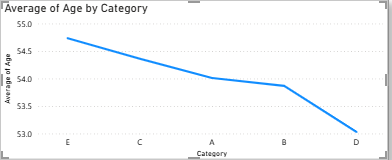 Average of Age by Category
55.0
54.5
54.0
53.5
53.0
Average of Age
E C A B D
Category